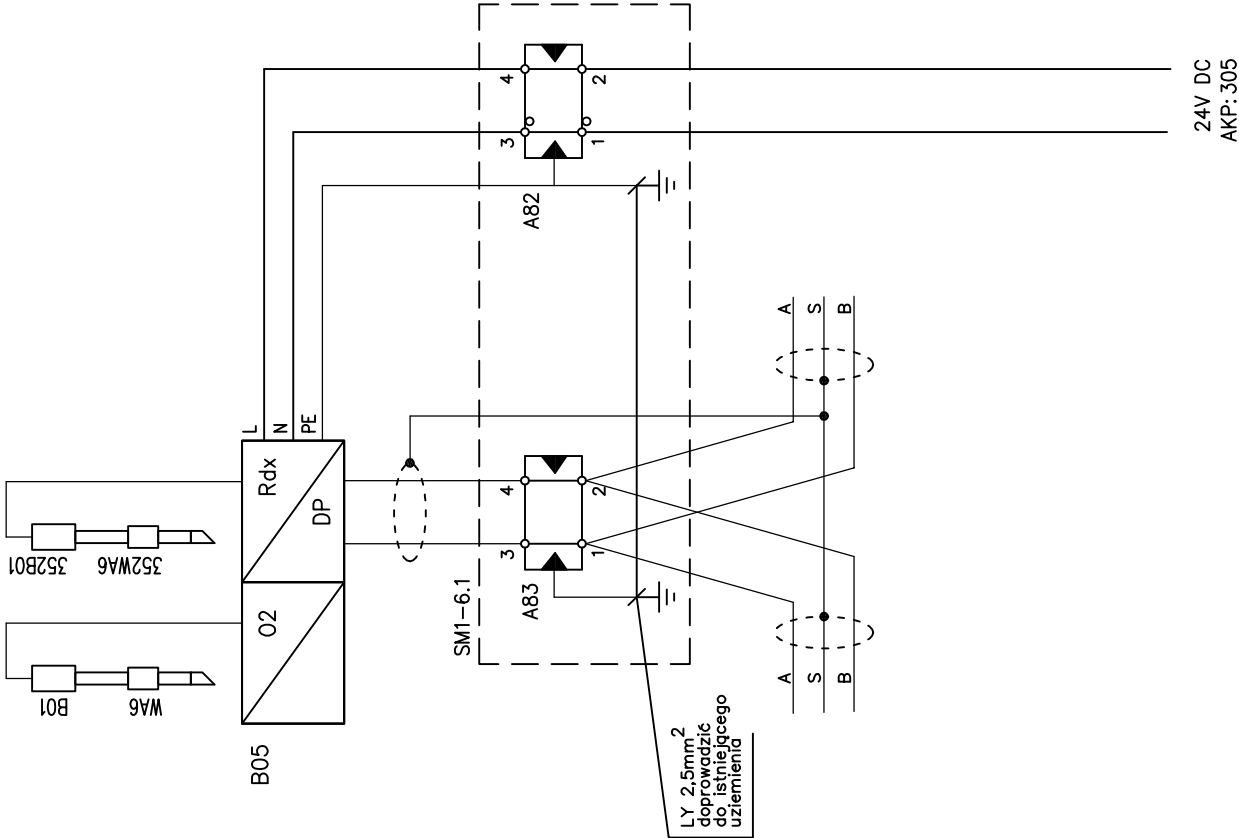 352B01
352WA6
B01
WA6
B05
O2
Rdx
DP
L
N
PE
SM1-6.1
A83
3
4
1
2
A82
3
4
1
2
A
S
B
A
S
B
LY 2,5mm²
doprowadzić
do istniejącego
uziemienia
24V DC
AKP:305